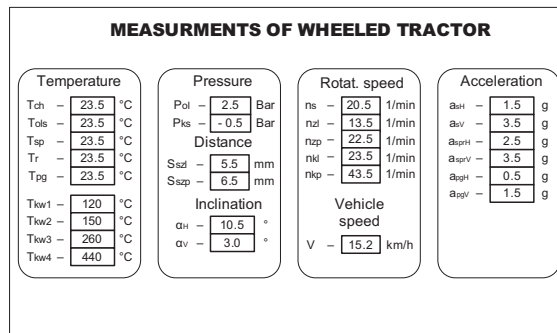 MEASURMENTS OF WHEELED TRACTOR
Temperature
Tch – 23.5 °C
Tols – 23.5 °C
Tsp – 23.5 °C
Tr – 23.5 °C
Tpg – 23.5 °C
Tkw1 – 120 °C
Tkw2 – 150 °C
Tkw3 – 260 °C
Tkw4 – 440 °C
Pressure
Pol – 2.5 Bar
Pks – - 0.5 Bar
Distance
Sszl – 5.5 mm
Sszp – 6.5 mm
Inclination
αH – 10.5 °
αV – 3.0 °
Rotat. speed
ns – 20.5 1/min
nzl – 13.5 1/min
nzp – 22.5 1/min
nkl – 23.5 1/min
nkp – 43.5 1/min
Vehicle
speed
V – 15.2 km/h
Acceleration
asH – 1.5 g
asV – 3.5 g
asprH – 2.5 g
asprV – 3.5 g
apgH – 0.5 g
apgV – 1.5 g